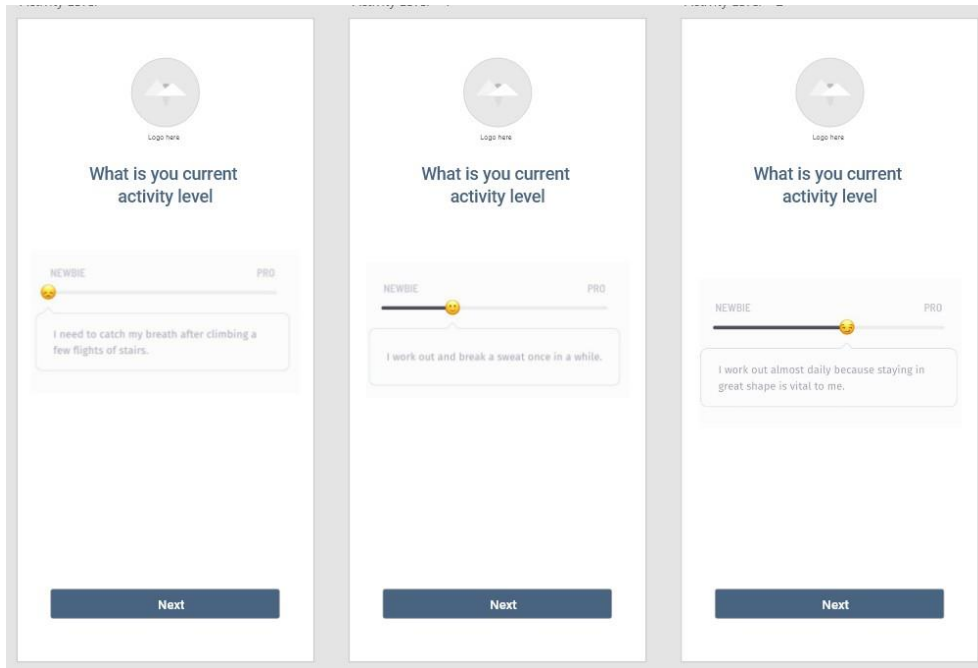 Logo here
What is you current
activity level
NEWBIE PRO
I need to catch my breath after climbing a
few flights of stairs.
Next
Logo here
What is you current
activity level
NEWBIE PRO
I work out and break a sweat once in a while.
Next
Logo here
What is you current
activity level
NEWBIE PRO
I work out almost daily because staying in
great shape is vital to me.
Next